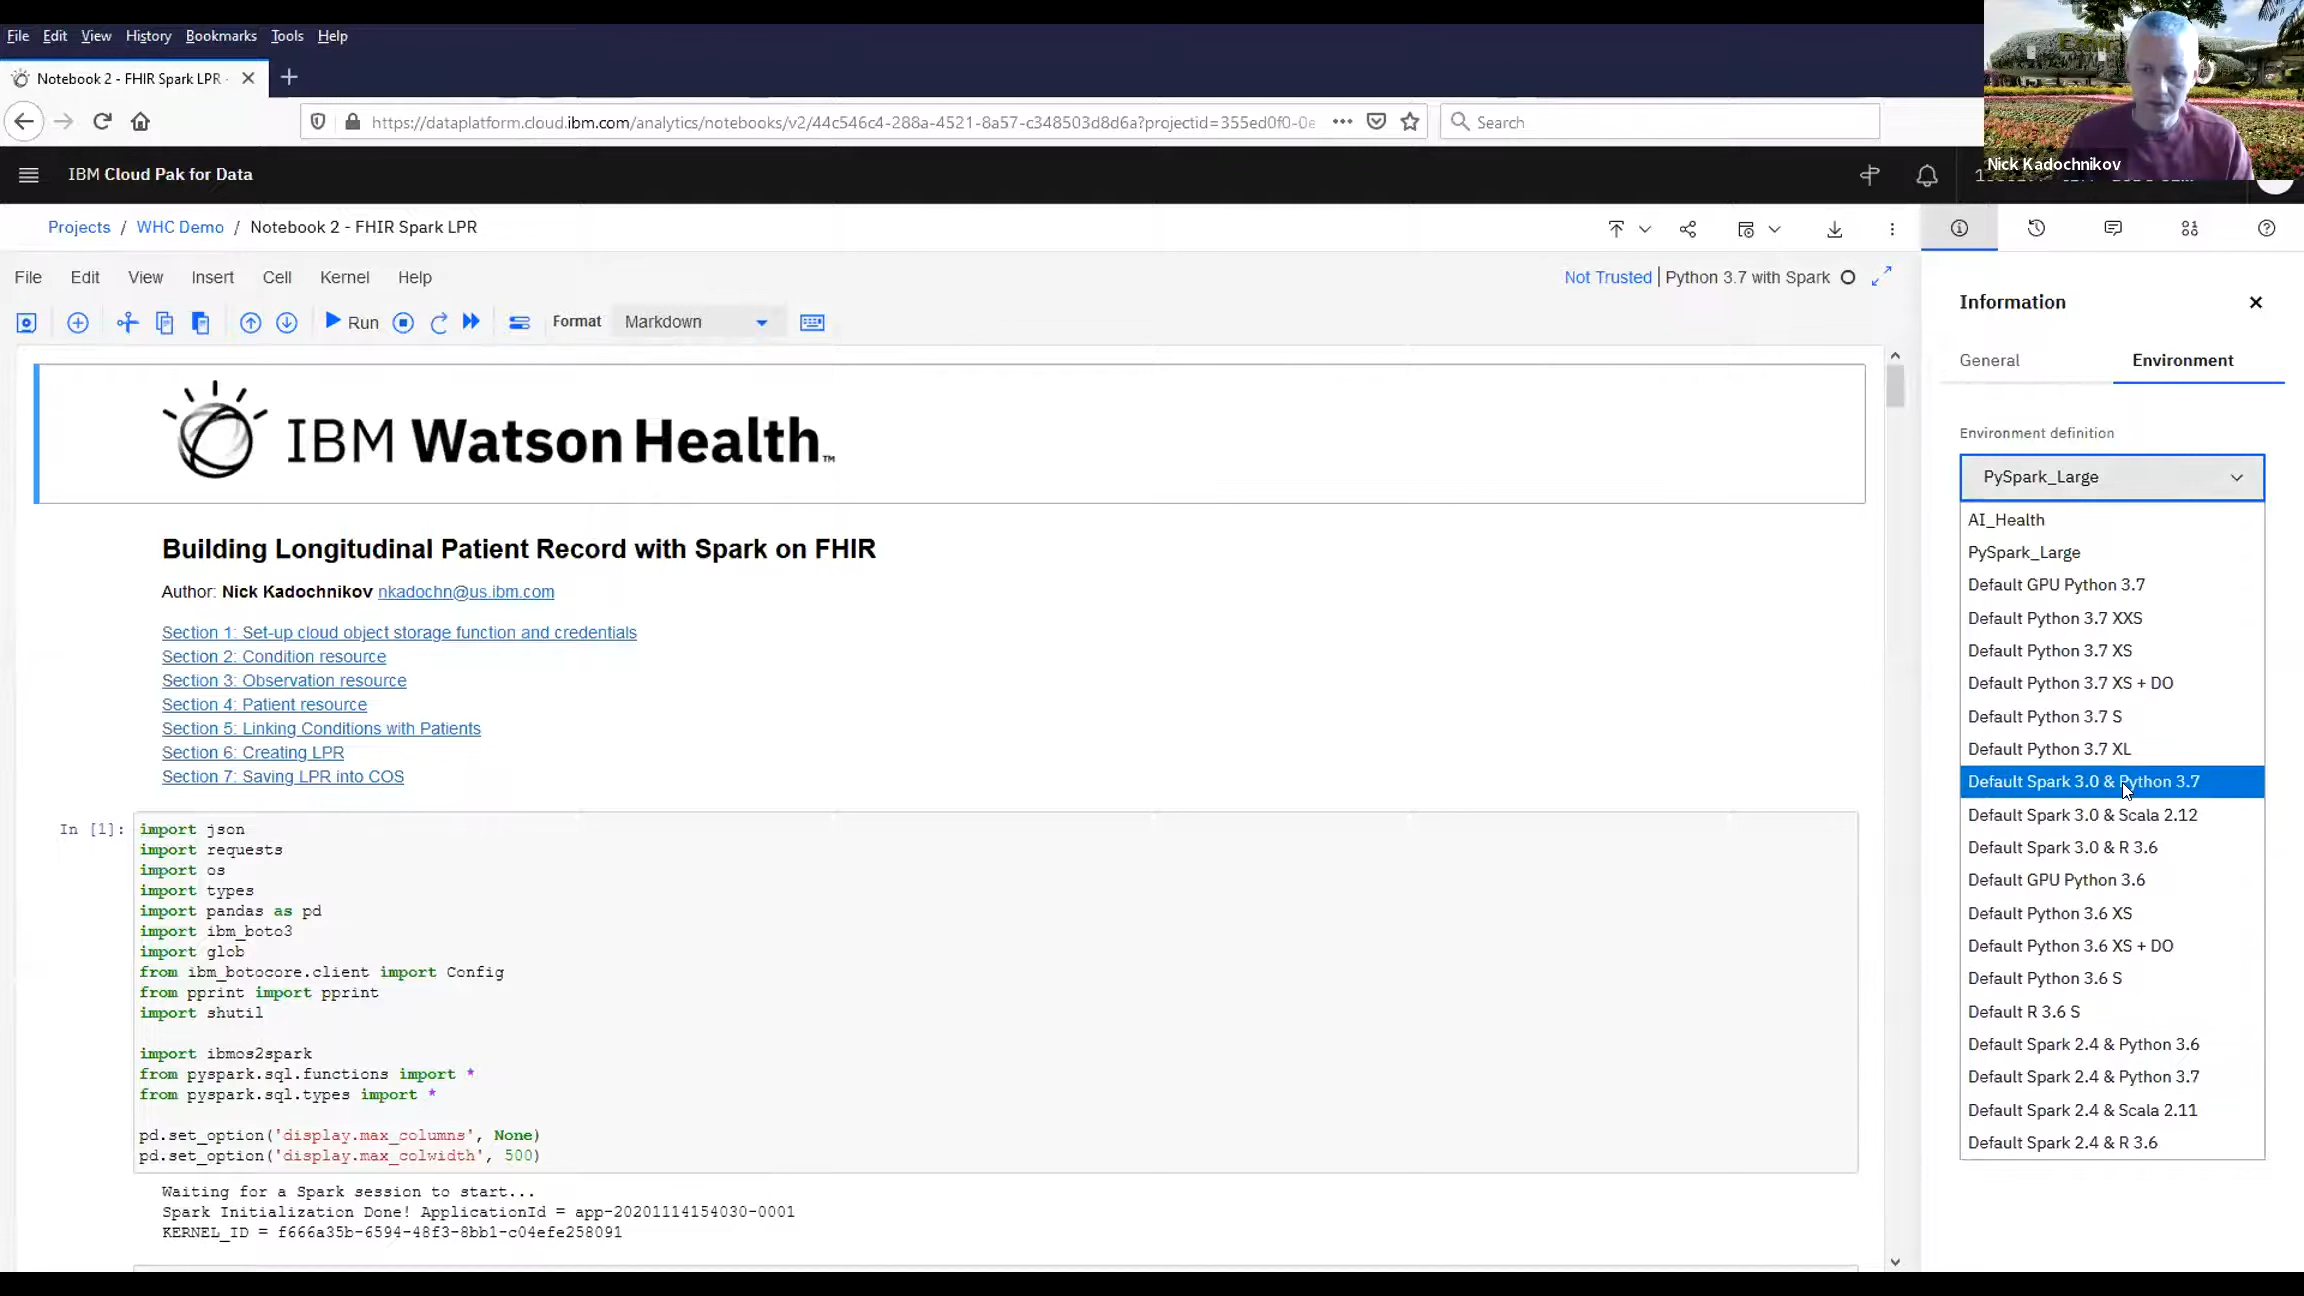 File Edit View History Bookmarks Tools Help
Notebook 2 - FHIR Spark LPR
https://dataplatform.cloud.ibm.com/analytics/notebooks/v2/44c546c4-288a-4521-8a57-c348503d8d6a?projectid=355ed0f0-0e
Search
Nick Kadochnikov
IBM Cloud Pak for Data
Projects / WHC Demo / Notebook 2 - FHIR Spark LPR
File Edit View Insert Cell Kernel Help
Not Trusted | Python 3.7 with Spark
Run
Format
Markdown
IBM Watson Health™
Building Longitudinal Patient Record with Spark on FHIR
Author: Nick Kadochnikov nkadochn@us.ibm.com
Section 1: Set-up cloud object storage function and credentials
Section 2: Condition resource
Section 3: Observation resource
Section 4: Patient resource
Section 5: Linking Conditions with Patients
Section 6: Creating LPR
Section 7: Saving LPR into COS
In [1]:
import json
import requests
import os
import types
import pandas as pd
import ibm_boto3
import glob
from ibm_botocore.client import Config
from pprint import pprint
import shutil
import ibmos2spark
from pyspark.sql.functions import *
from pyspark.sql.types import *
pd.set_option('display.max_columns', None)
pd.set_option('display.max_colwidth', 500)
Waiting for a Spark session to start...
Spark Initialization Done! ApplicationId = app-20201114154030-0001
KERNEL_ID = f666a35b-6594-48f3-8bb1-c04efe258091
Information
General
Environment
Environment definition
PySpark_Large
AI_Health
PySpark_Large
Default GPU Python 3.7
Default Python 3.7 XXS
Default Python 3.7 XS
Default Python 3.7 XS + DO
Default Python 3.7 S
Default Python 3.7 XL
Default Spark 3.0 & Python 3.7
Default Spark 3.0 & Scala 2.12
Default Spark 3.0 & R 3.6
Default GPU Python 3.6
Default Python 3.6 XS
Default Python 3.6 XS + DO
Default Python 3.6 S
Default R 3.6 S
Default Spark 2.4 & Python 3.6
Default Spark 2.4 & Python 3.7
Default Spark 2.4 & Scala 2.11
Default Spark 2.4 & R 3.6